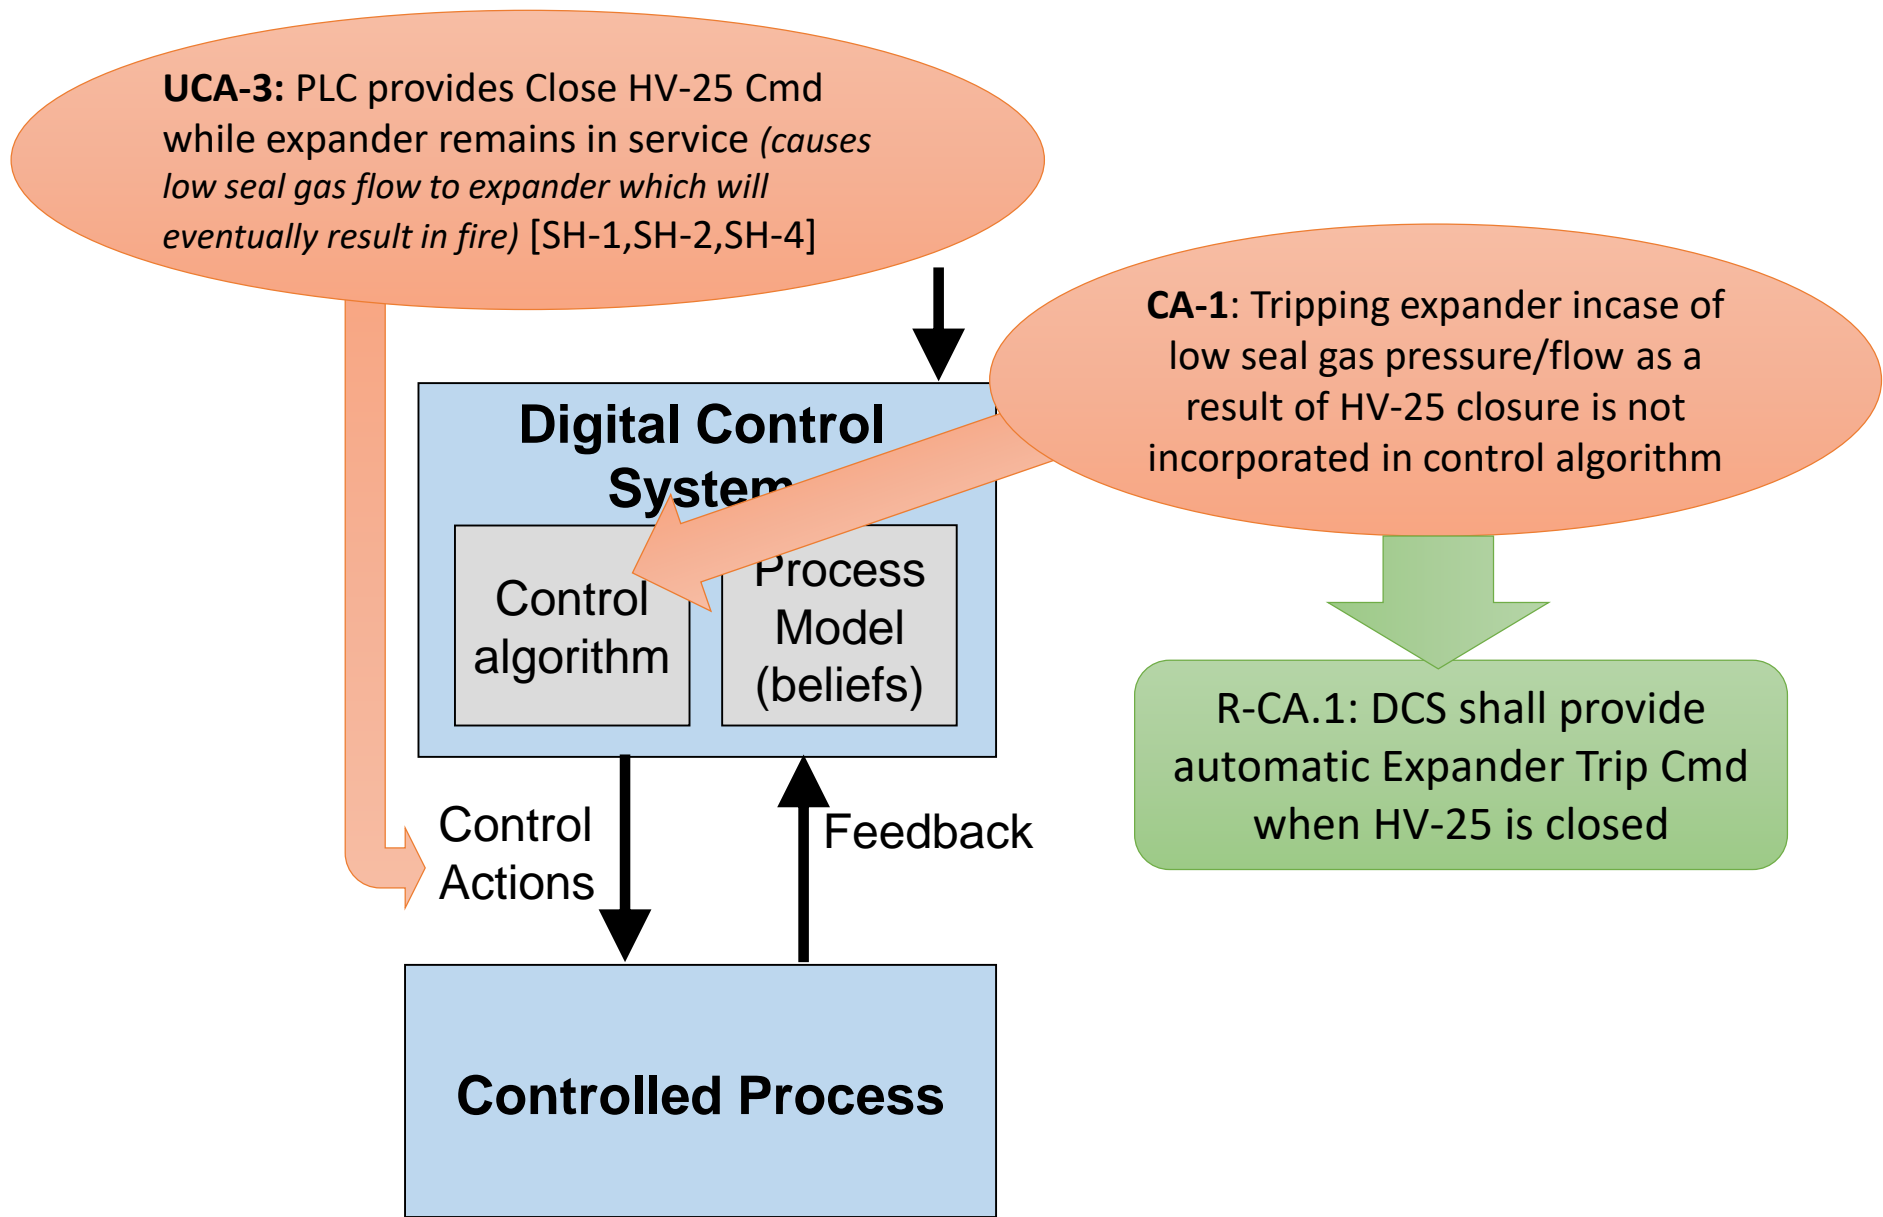 UCA-3: PLC provides Close HV-25 Cmd
while expander remains in service (causes
low seal gas flow to expander which will
eventually result in fire) [SH-1,SH-2,SH-4]
CA-1: Tripping expander incase of
low seal gas pressure/flow as a
result of HV-25 closure is not
incorporated in control algorithm
Digital Control
System
Control
algorithm
Process
Model
(beliefs)
R-CA.1: DCS shall provide
automatic Expander Trip Cmd
when HV-25 is closed
Control
Actions
Feedback
Controlled Process